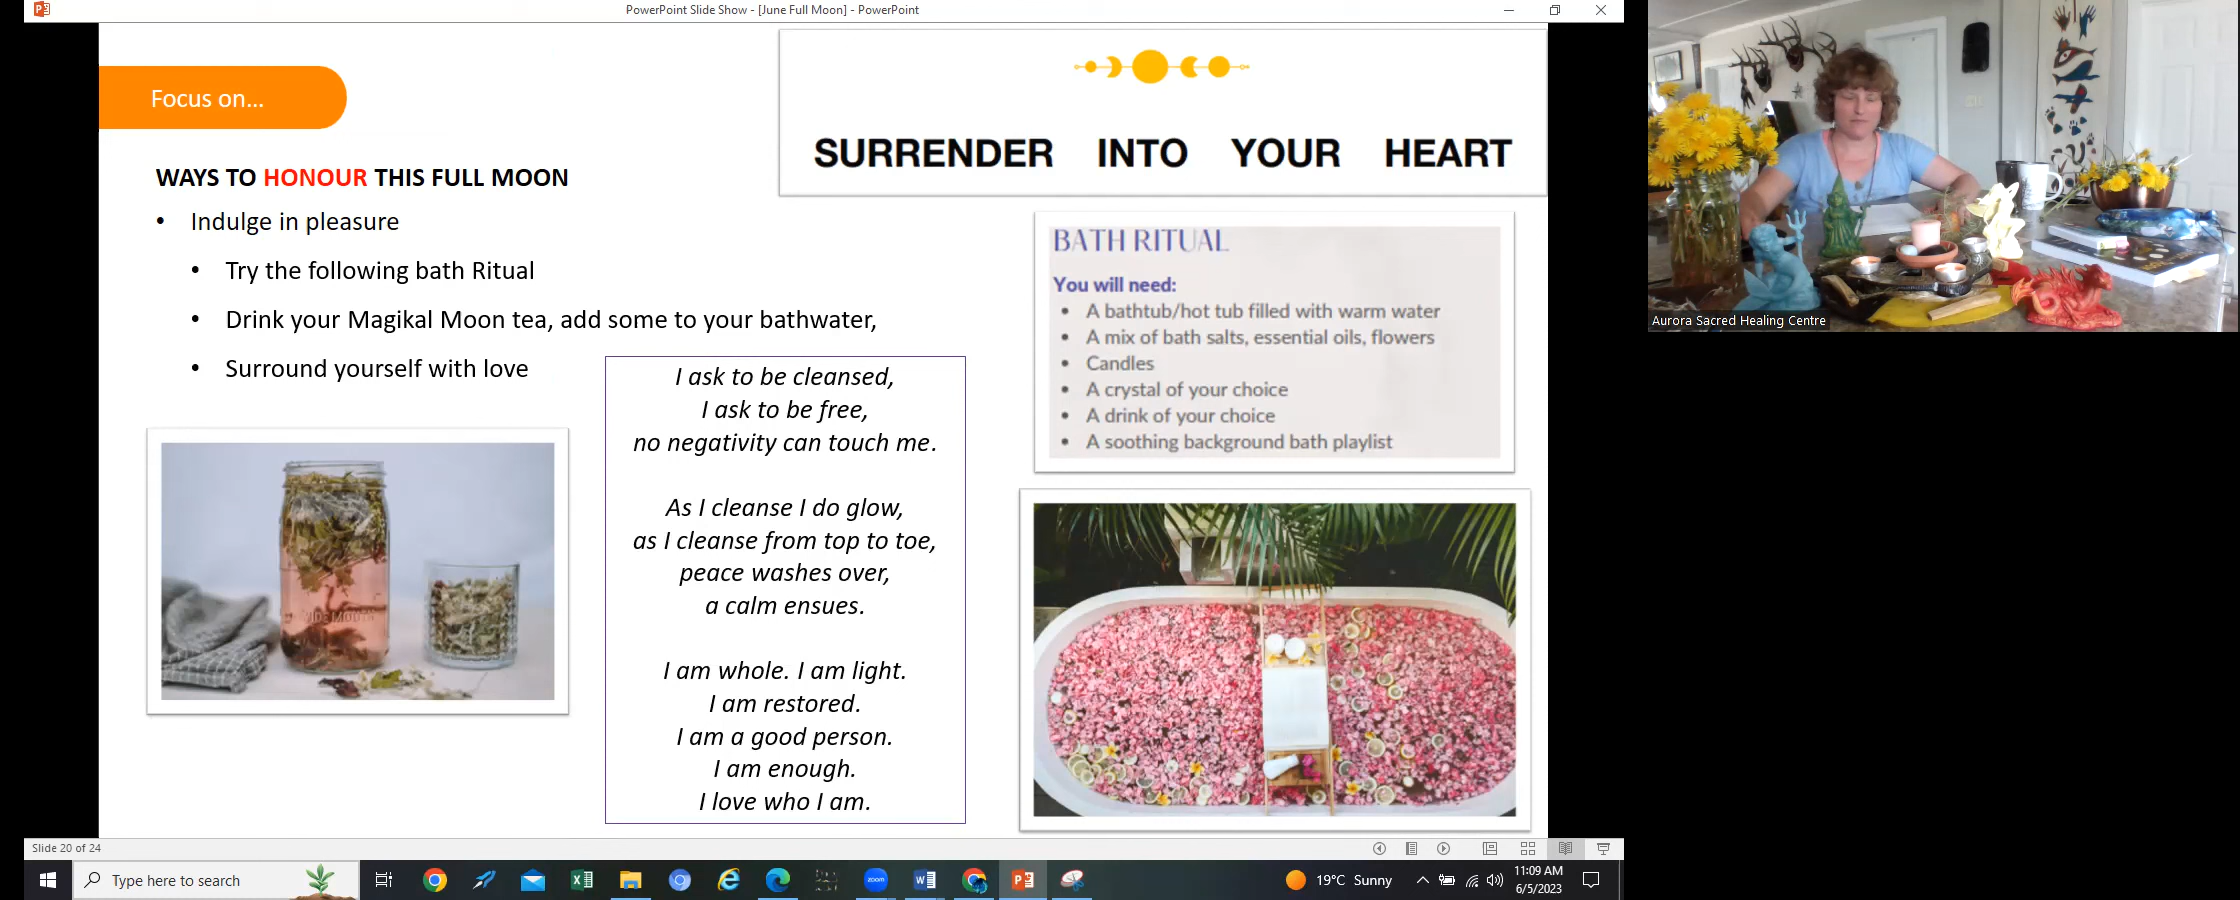 PowerPoint Slide Show - [June Full Moon] - PowerPoint
Focus on...
SURRENDER INTO YOUR HEART
WAYS TO HONOUR THIS FULL MOON
• Indulge in pleasure
• Try the following bath Ritual
• Drink your Magikal Moon tea, add some to your bathwater,
• Surround yourself with love
I ask to be cleansed,
I ask to be free,
no negativity can touch me.
As I cleanse I do glow,
as I cleanse from top to toe,
peace washes over,
a calm ensues.
I am whole. I am light.
I am restored.
I am a good person.
I am enough.
I love who I am.
BATH RITUAL
You will need:
• A bathtub/hot tub filled with warm water
• A mix of bath salts, essential oils, flowers
• Candles
• A crystal of your choice
• A drink of your choice
• A soothing background bath playlist
Aurora Sacred Healing Centre
Slide 20 of 24
Type here to search
zoom
19°C Sunny
11:09 AM
6/5/2023